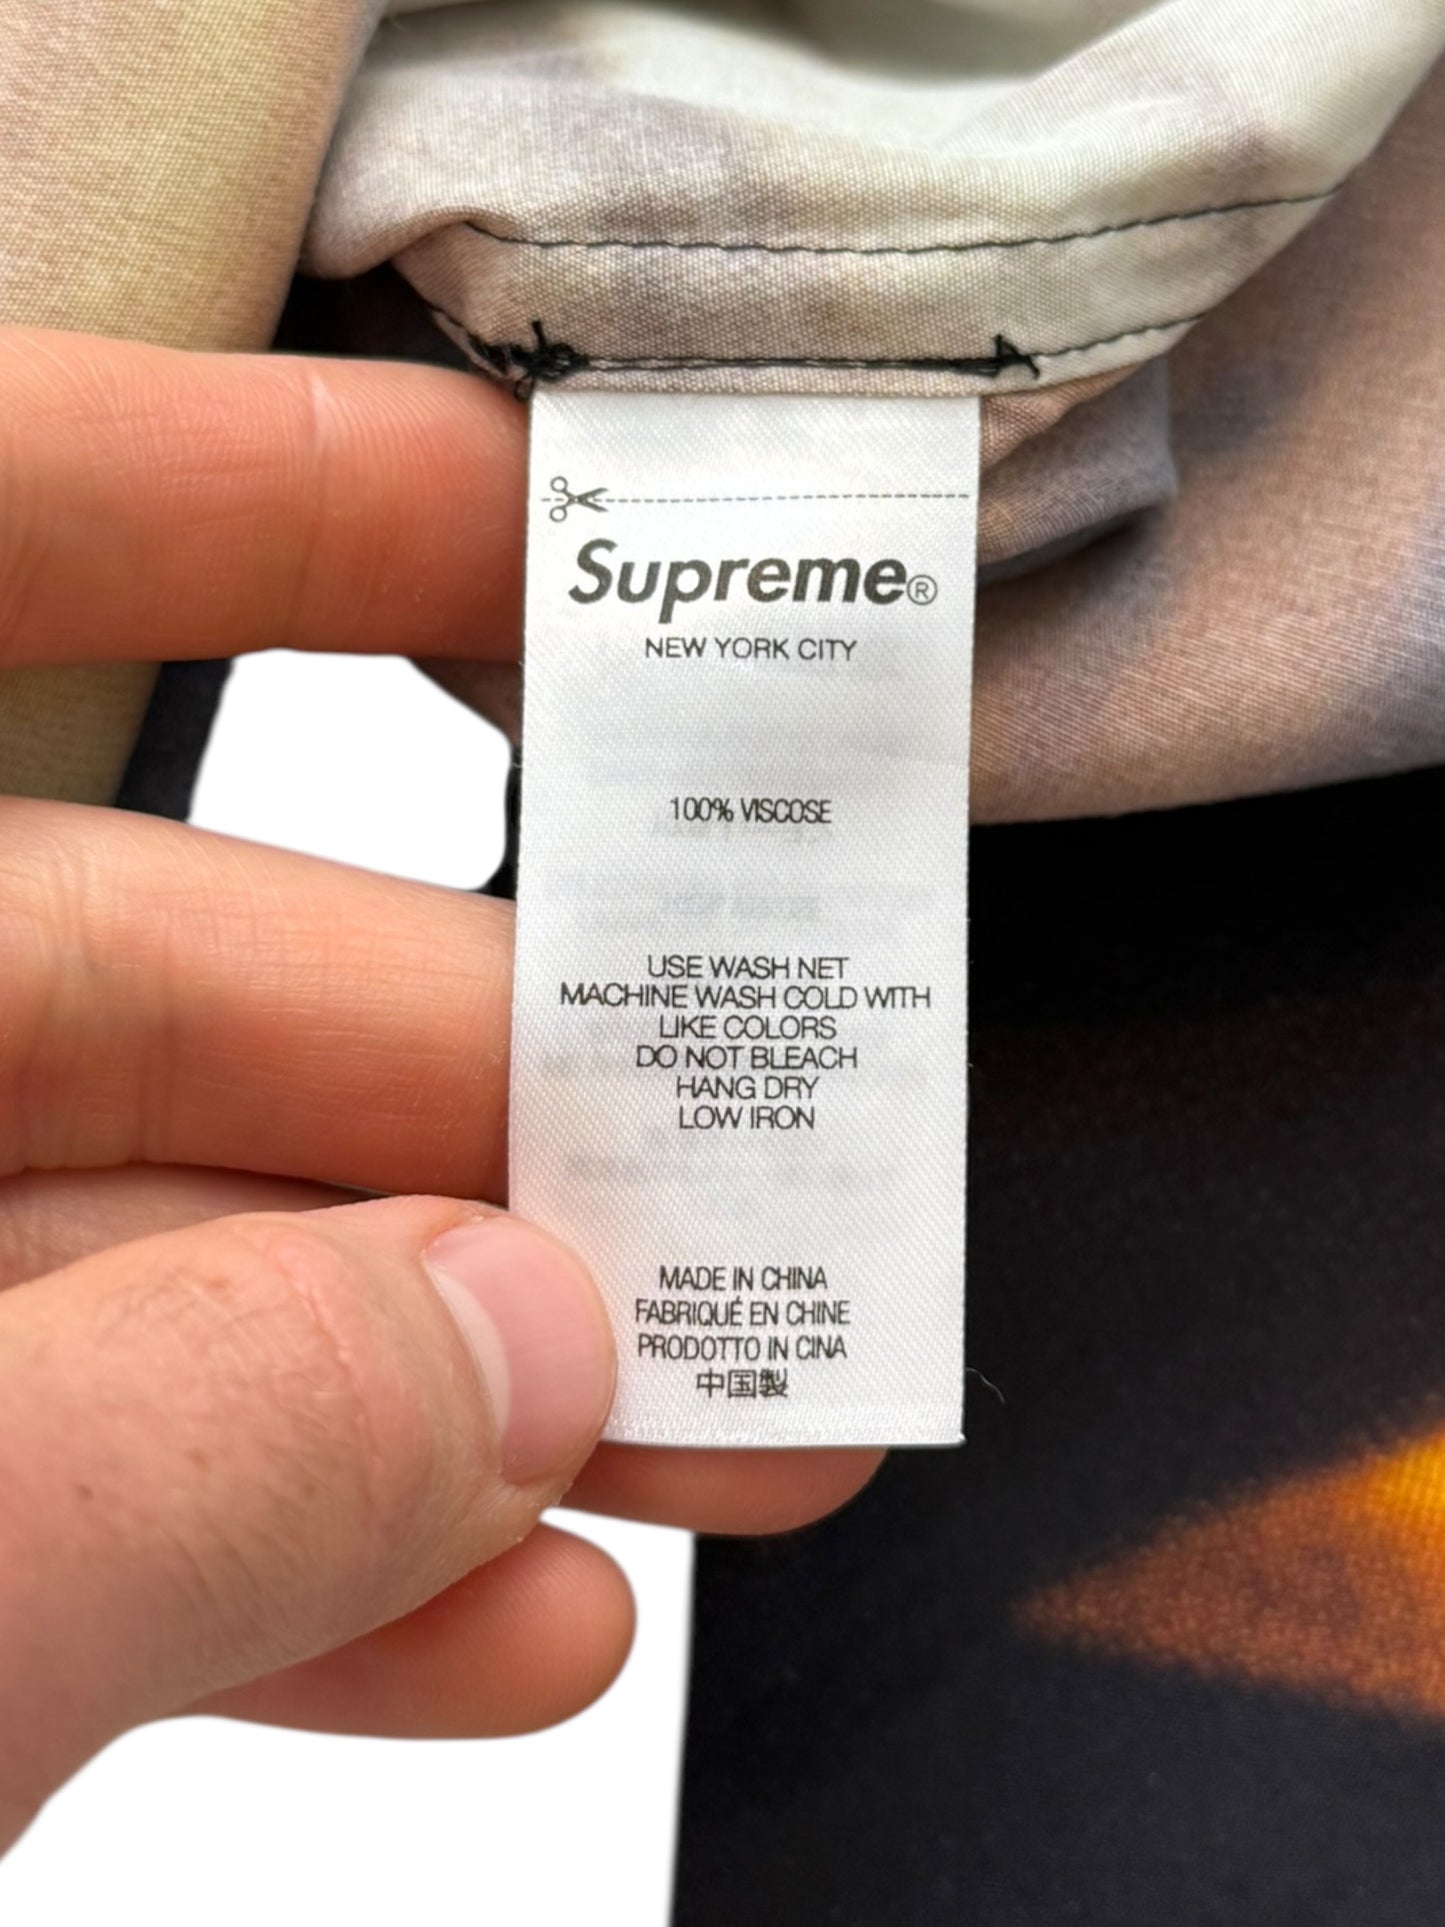 Supreme®
NEW YORK CITY
100% VISCOSE
USE WASH NET
MACHINE WASH COLD WITH
LIKE COLORS
DO NOT BLEACH
HANG DRY
LOW IRON
MADE IN CHINA
FABRIQUÉ EN CHINE
PRODOTTO IN CINA
中国製